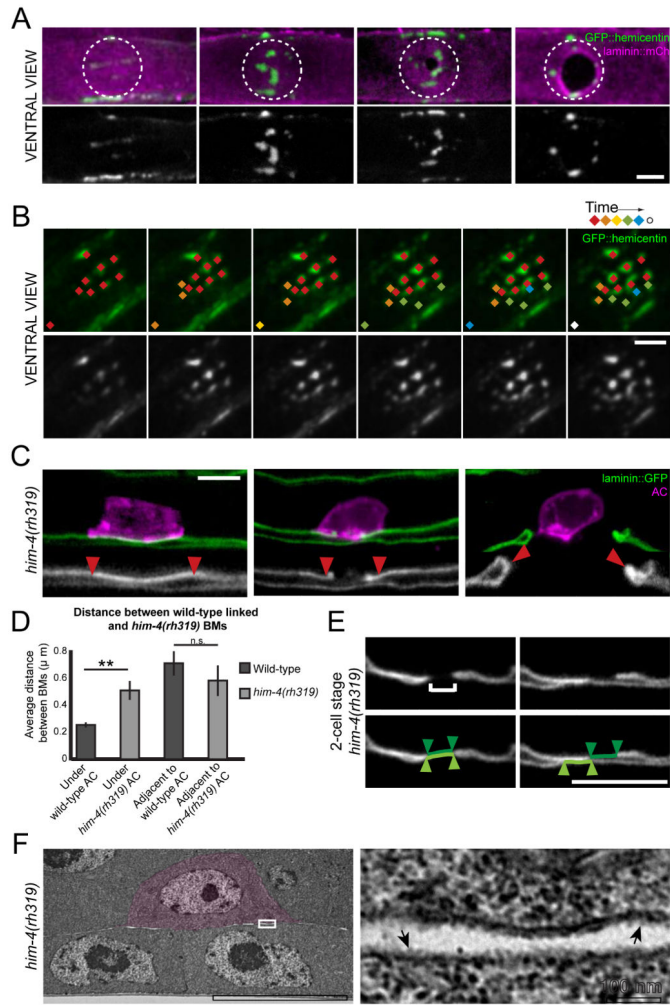 A
VENTRAL VIEW
GFP::hemicentin
laminin::mCh
B
Time
VENTRAL VIEW
GFP::hemicentin
C
him-4(rh319)
laminin::GFP
AC
D
Distance between wild-type linked
and him-4(rh319) BMs
Average distance
between BMs (µ m)
0.8
0.6
0.4
0.2
0
**
n.s.
Wild-type
him-4(rh319)
Under
wild-type AC
Under
him-4(rh319) AC
Adjacent to
wild-type AC
Adjacent to
him-4(rh319) AC
E
2-cell stage
him-4(rh319)
F
him-4(rh319)
100 nm